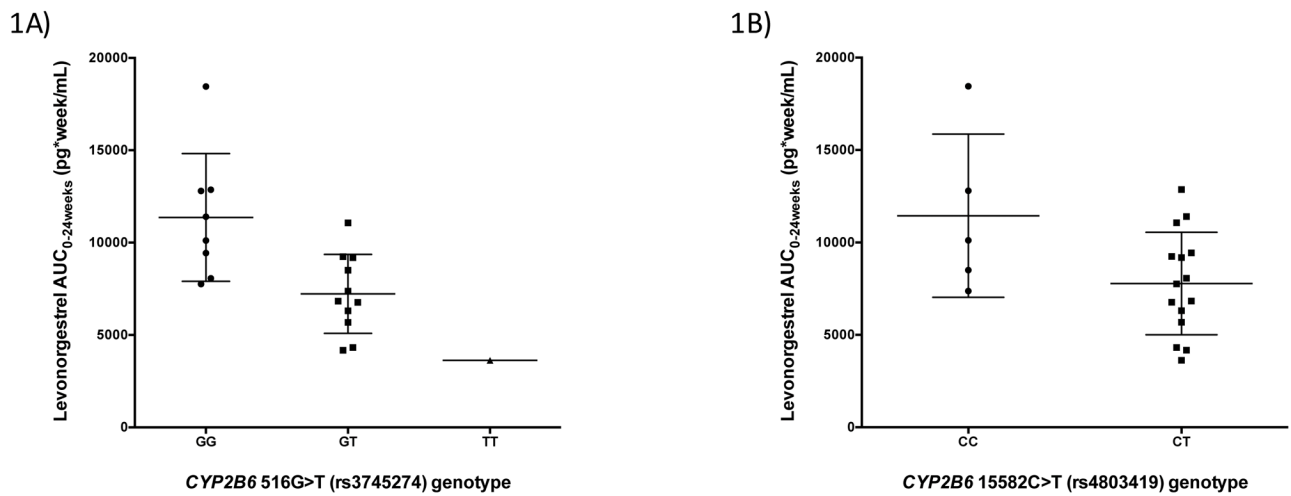 1A)
Levonorgestrel AUC0-24weeks (pg*week/mL)
20000
15000
10000
5000
0
GG GT TT
CYP2B6 516G>T (rs3745274) genotype
1B)
Levonorgestrel AUC0-24weeks (pg*week/mL)
20000
15000
10000
5000
0
CC CT
CYP2B6 15582C>T (rs4803419) genotype